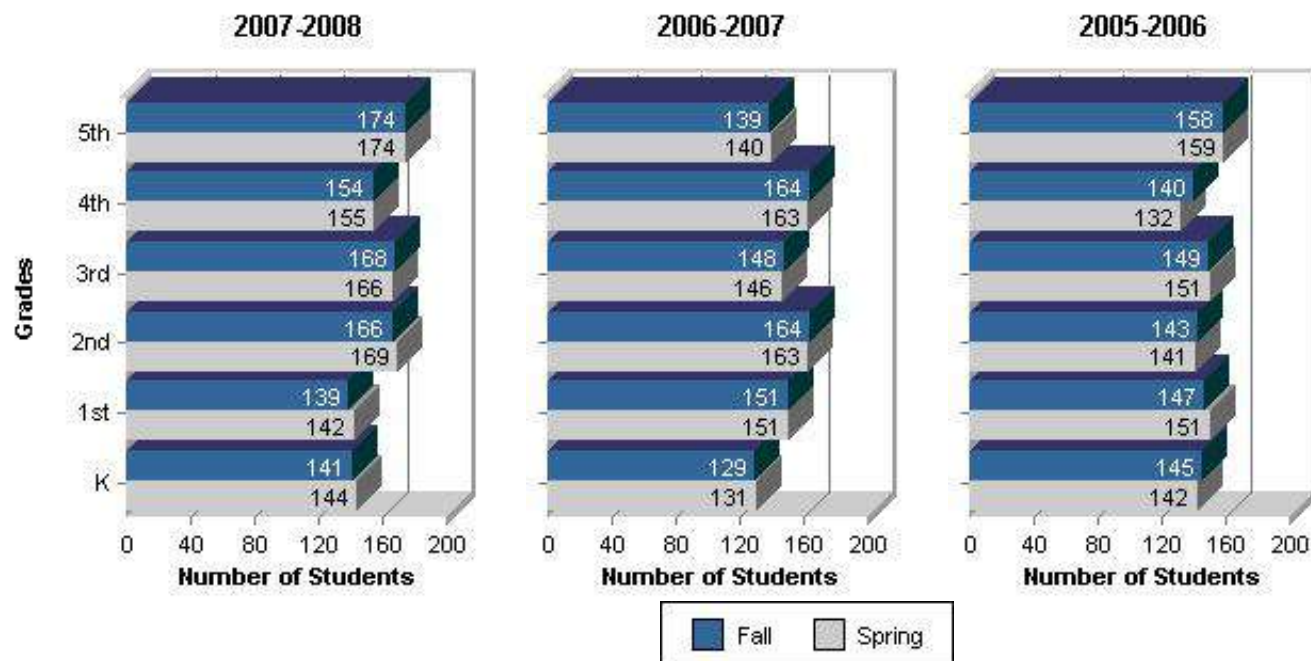 2007-2008
2006-2007
2005-2006
Grades
5th
174
174
139
140
158
159
4th
154
155
164
163
140
132
3rd
168
166
148
146
149
151
2nd
166
169
164
163
143
141
1st
139
142
151
151
147
151
K
141
144
129
131
145
142
0 40 80 120 160 200
0 40 80 120 160 200
0 40 80 120 160 200
Number of Students
Number of Students
Number of Students
Fall Spring